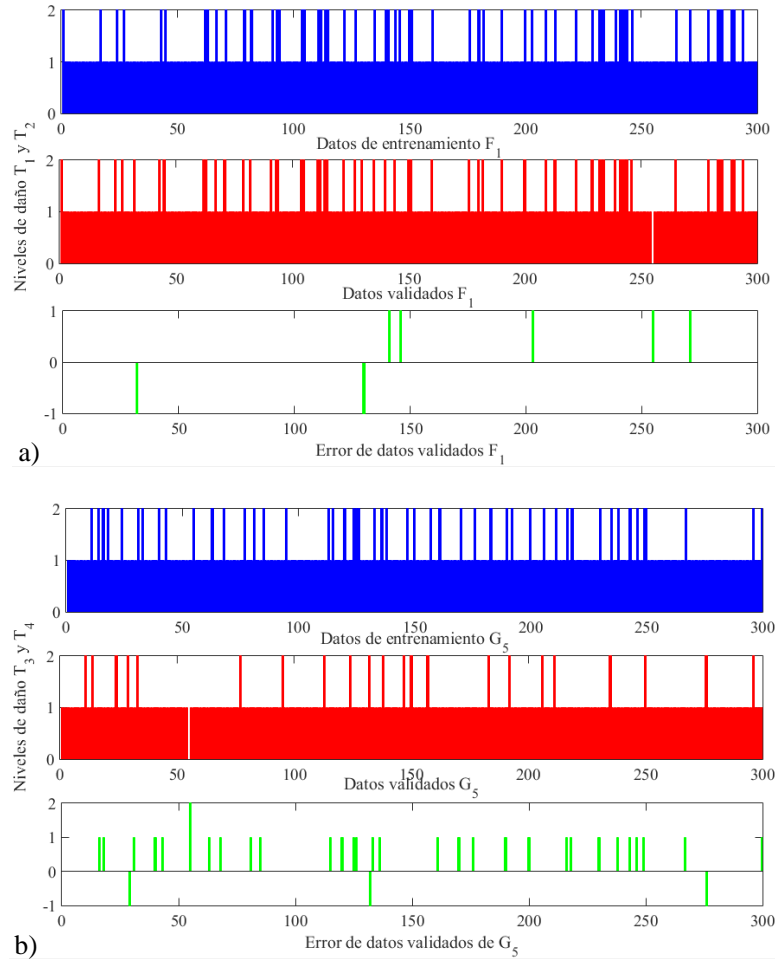 2
1
0
0 50 100 150 200 250 300
Datos de entrenamiento F1
Niveles de daño T1 y T2
2
1
0
0 50 100 150 200 250 300
Datos validados F1
1
0
-1
0 50 100 150 200 250 300
Error de datos validados F1
a)
2
1
0
0 50 100 150 200 250 300
Datos de entrenamiento G5
Niveles de daño T3 y T4
2
1
0
0 50 100 150 200 250 300
Datos validados G5
2
1
0
-1
0 50 100 150 200 250 300
Error de datos validados de G5
b)